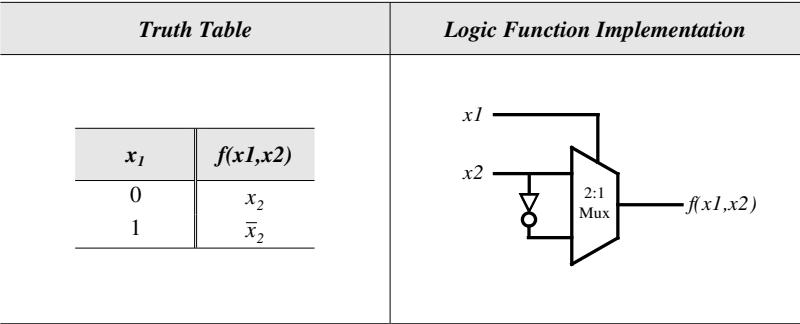 Truth Table
Logic Function Implementation
x₁ f(x1,x2)
0 x₂
1 x̅₂
x1
x2
2:1
Mux
f(x1,x2)